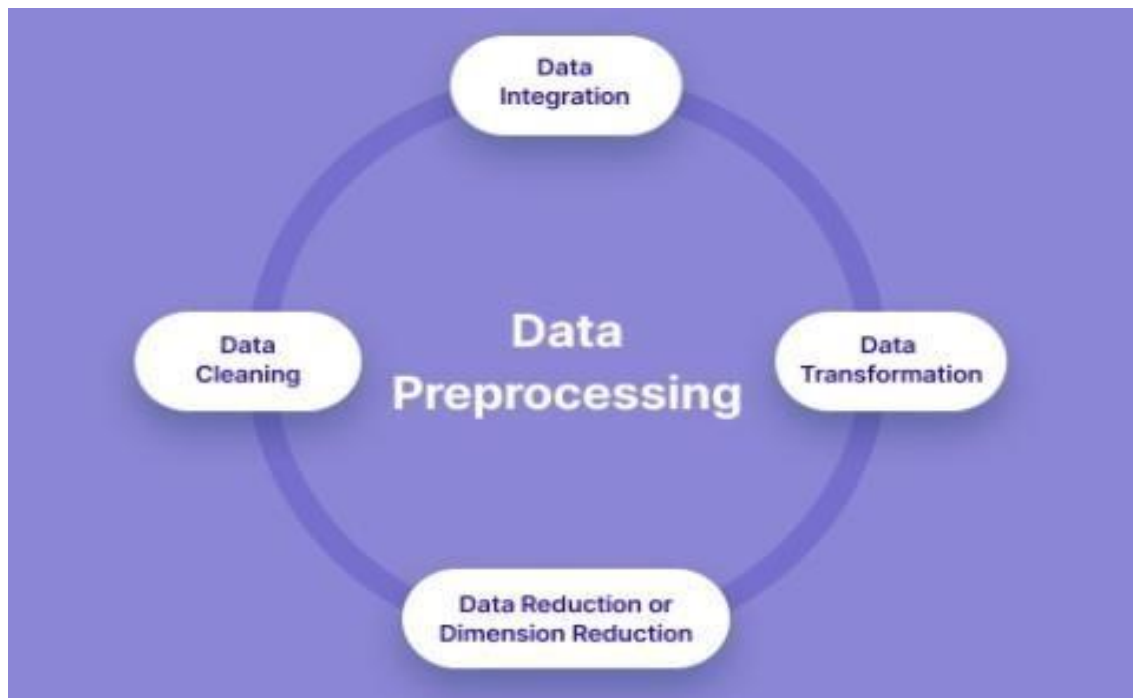 Data
Integration
Data
Cleaning
Data
Preprocessing
Data
Transformation
Data Reduction or
Dimension Reduction